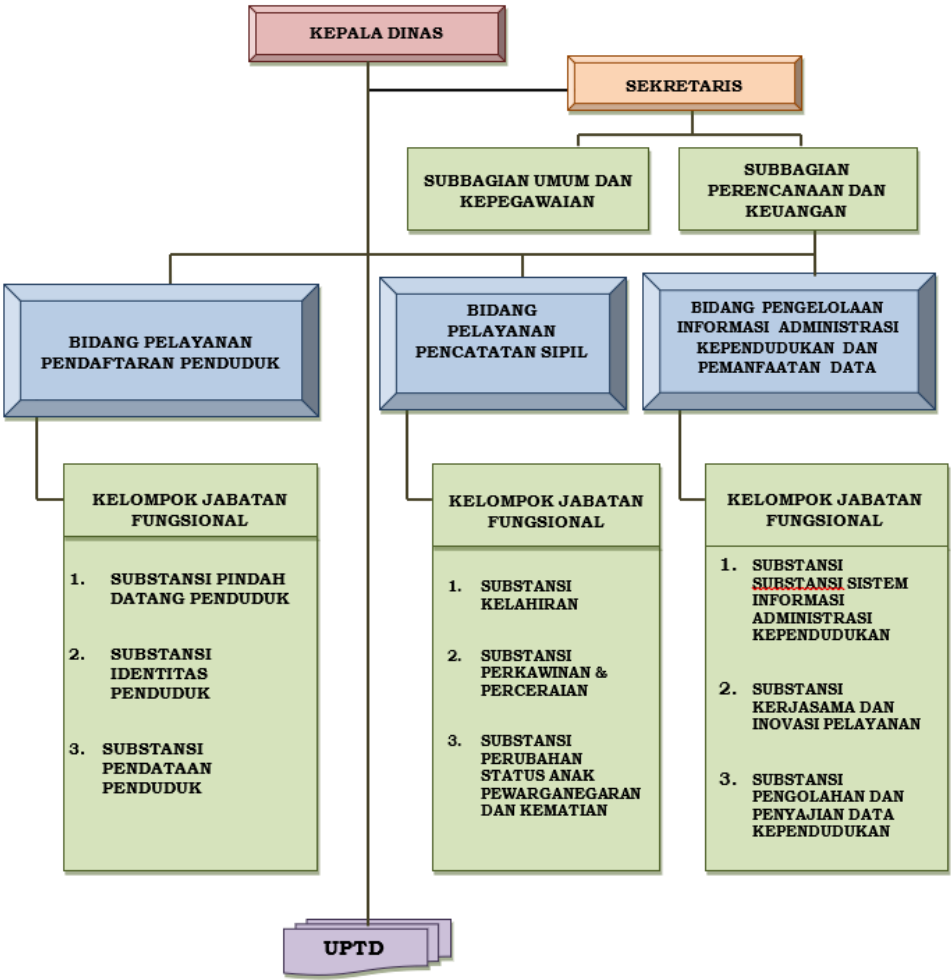 KEPALA DINAS
SEKRETARIS
SUBBAGIAN UMUM DAN
KEPEGAWAIAN
SUBBAGIAN
PERENCANAAN DAN
KEUANGAN
BIDANG PELAYANAN
PENDAFTARAN PENDUDUK
BIDANG
PELAYANAN
PENCATATAN SIPIL
BIDANG PENGELOLAAN
INFORMASI ADMINISTRASI
KEPENDUDUKAN DAN
PEMANFAATAN DATA
KELOMPOK JABATAN
FUNGSIONAL
1. SUBSTANSI PINDAH
DATANG PENDUDUK
2. SUBSTANSI
IDENTITAS
PENDUDUK
3. SUBSTANSI
PENDATAAN
PENDUDUK
KELOMPOK JABATAN
FUNGSIONAL
1. SUBSTANSI
KELAHIRAN
2. SUBSTANSI
PERKAWINAN &
PERCERAIAN
3. SUBSTANSI
PERUBAHAN
STATUS ANAK
PEWARGANEGARAN
DAN KEMATIAN
KELOMPOK JABATAN
FUNGSIONAL
1. SUBSTANSI
SUBSTANSI SISTEM
INFORMASI
ADMINISTRASI
KEPENDUDUKAN
2. SUBSTANSI
KERJASAMA DAN
INOVASI PELAYANAN
3. SUBSTANSI
PENGOLAHAN DAN
PENYAJIAN DATA
KEPENDUDUKAN
UPTD